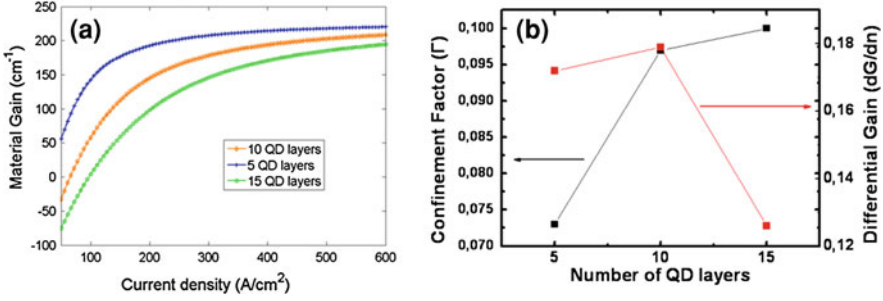 (a)
Material Gain (cm⁻¹)
250
200
150
100
50
0
-50
-100
100
200
300
400
500
600
Current density (A/cm²)
10 QD layers
5 QD layers
15 QD layers
(b)
Confinement Factor (Γ)
0,100
0,095
0,090
0,085
0,080
0,075
0,070
5
10
15
Number of QD layers
0,18
0,16
0,14
0,12
Differential Gain (dG/dn)